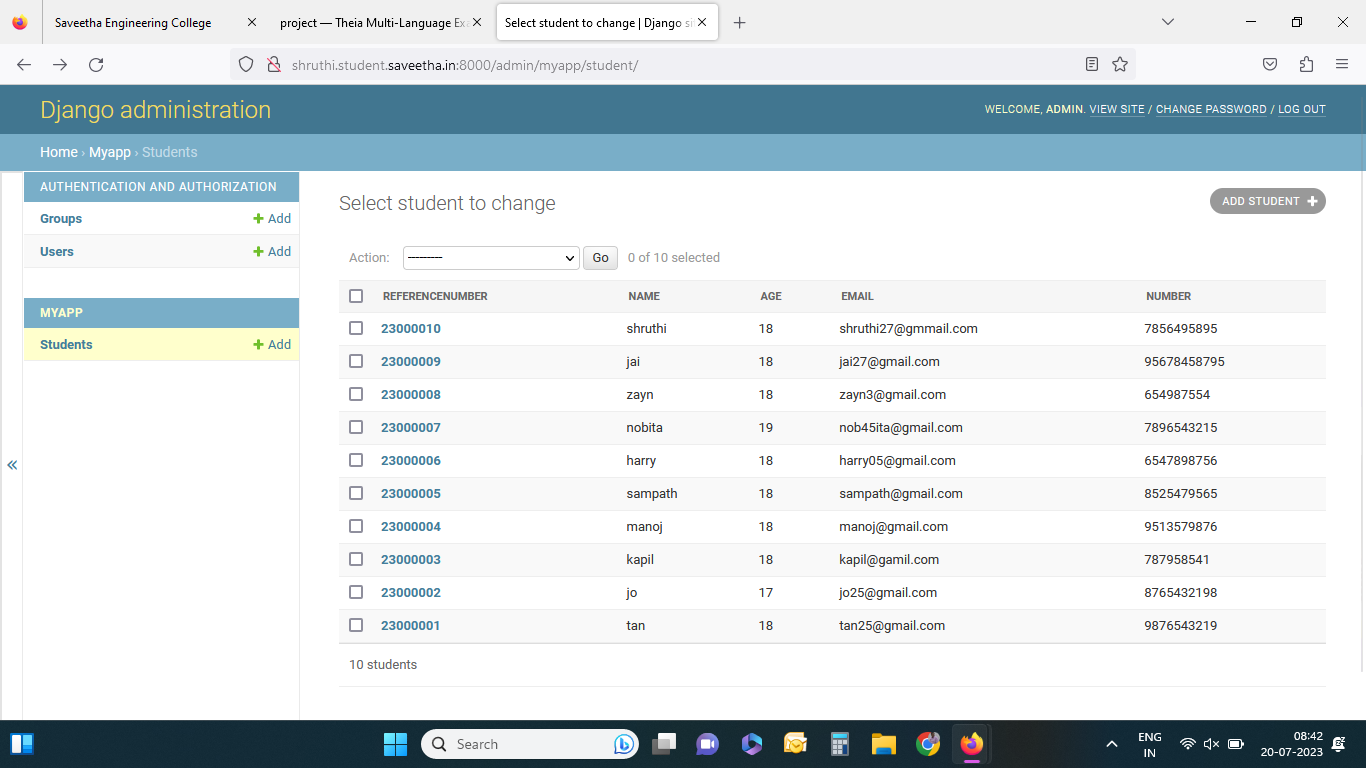 Saveetha Engineering College
project — Theia Multi-Language Exa
Select student to change | Django si
shruthi.student.saveetha.in:8000/admin/myapp/student/
Django administration
WELCOME, ADMIN. VIEW SITE / CHANGE PASSWORD / LOG OUT
Home › Myapp › Students
AUTHENTICATION AND AUTHORIZATION
Groups + Add
Users + Add
MYAPP
Students + Add
«
Select student to change
ADD STUDENT +
Action: --------- Go 0 of 10 selected
REFERENCENUMBER NAME AGE EMAIL NUMBER
23000010 shruthi 18 shruthi27@gmmail.com 7856495895
23000009 jai 18 jai27@gmail.com 95678458795
23000008 zayn 18 zayn3@gmail.com 654987554
23000007 nobita 19 nob45ita@gmail.com 7896543215
23000006 harry 18 harry05@gmail.com 6547898756
23000005 sampath 18 sampath@gmail.com 8525479565
23000004 manoj 18 manoj@gmail.com 9513579876
23000003 kapil 18 kapil@gamil.com 787958541
23000002 jo 17 jo25@gmail.com 8765432198
23000001 tan 18 tan25@gmail.com 9876543219
10 students
Search
ENG
IN
08:42
20-07-2023